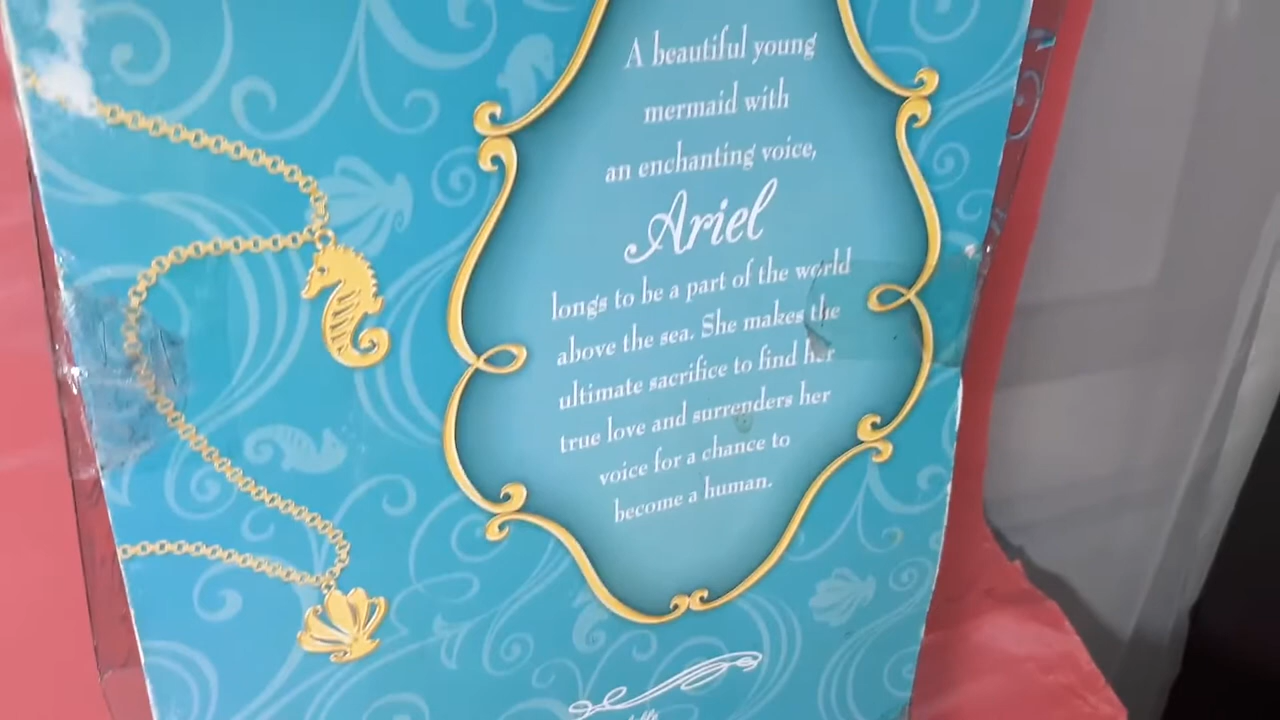 A beautiful young
mermaid with
an enchanting voice,
Ariel
longs to be a part of the world
above the sea. She makes the
ultimate sacrifice to find her
true love and surrenders her
voice for a chance to
become a human.